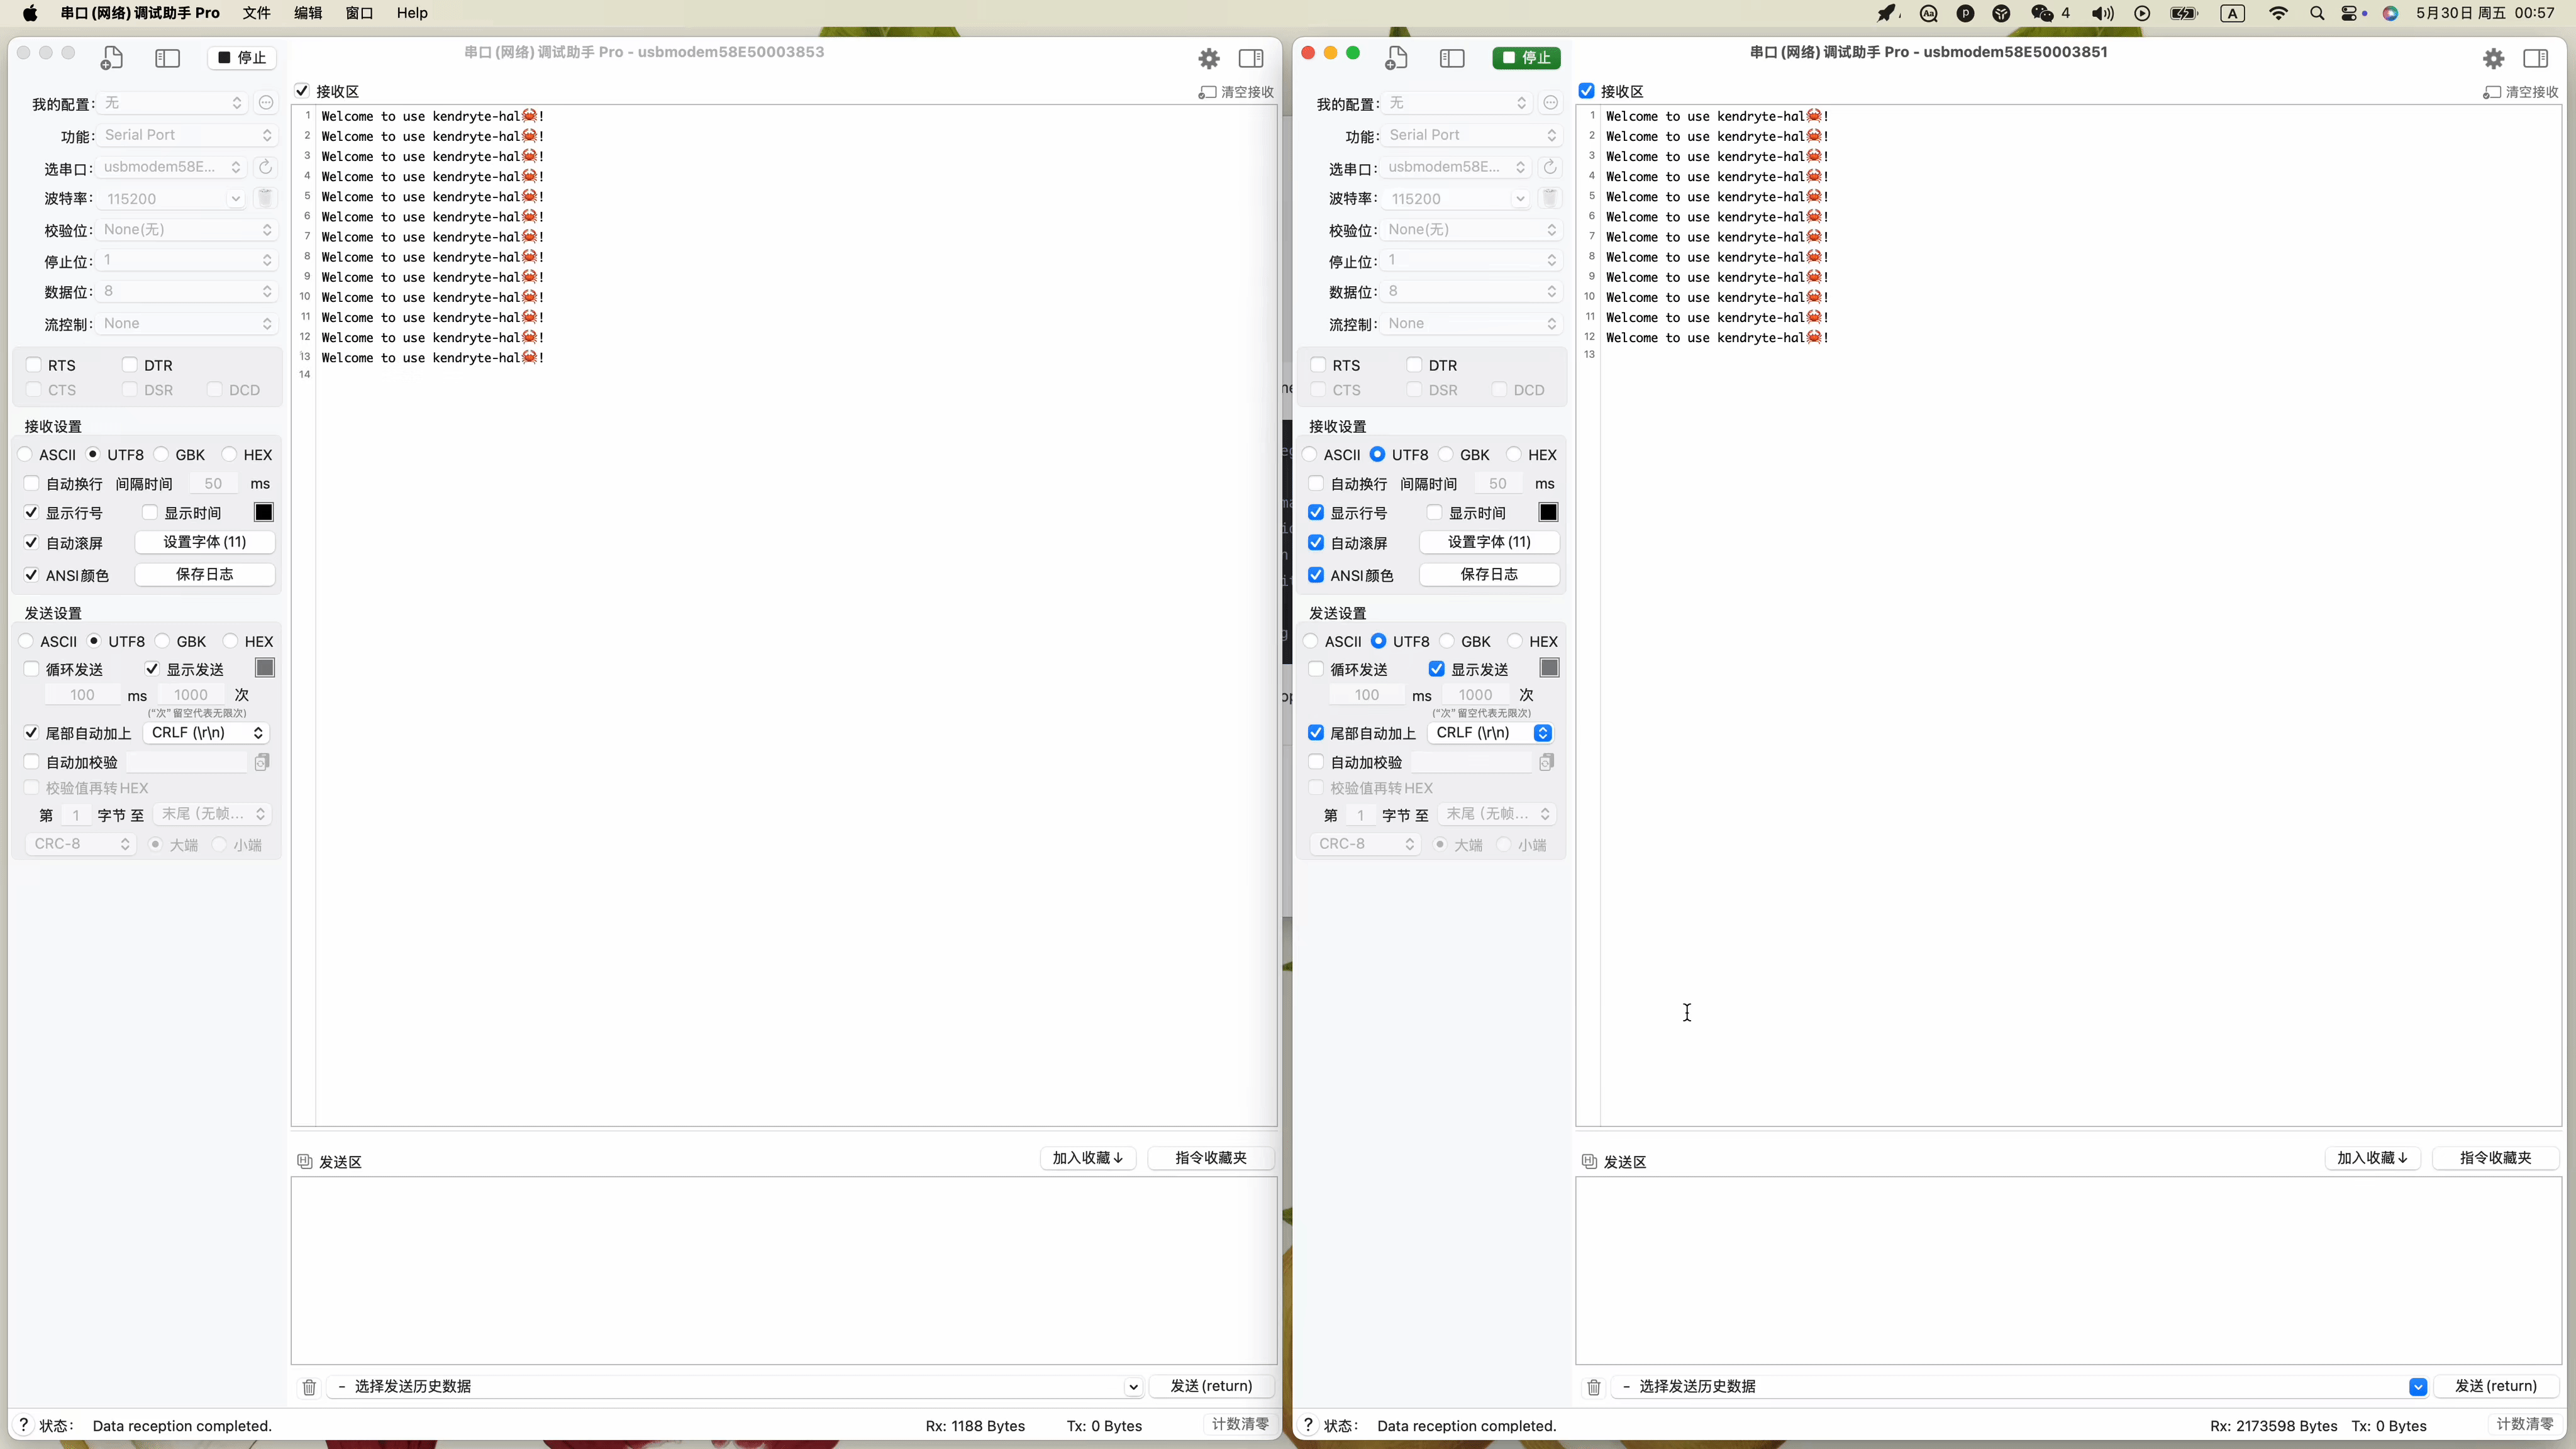 串口(网络)调试助手 Pro 文件 编辑 窗口 Help
4 A 5月30日 周五 00:57
停止
串口(网络)调试助手 Pro - usbmodem58E50003853
我的配置: 无
功能: Serial Port
选串口: usbmodem58E...
波特率: 115200
校验位: None(无)
停止位: 1
数据位: 8
流控制: None
RTS DTR
CTS DSR DCD
接收设置
ASCII UTF8 GBK HEX
自动换行 间隔时间 50 ms
显示行号 显示时间
自动滚屏 设置字体 (11)
ANSI颜色 保存日志
发送设置
ASCII UTF8 GBK HEX
循环发送 显示发送
100 ms 1000 次
(“次” 留空代表无限次)
尾部自动加上 CRLF (\r\n)
自动加校验
校验值再转HEX
第 1 字节 至 末尾 (无帧...
CRC-8 大端 小端
接收区 清空接收
1 Welcome to use kendryte-hal🦀!
2 Welcome to use kendryte-hal🦀!
3 Welcome to use kendryte-hal🦀!
4 Welcome to use kendryte-hal🦀!
5 Welcome to use kendryte-hal🦀!
6 Welcome to use kendryte-hal🦀!
7 Welcome to use kendryte-hal🦀!
8 Welcome to use kendryte-hal🦀!
9 Welcome to use kendryte-hal🦀!
10 Welcome to use kendryte-hal🦀!
11 Welcome to use kendryte-hal🦀!
12 Welcome to use kendryte-hal🦀!
13 Welcome to use kendryte-hal🦀!
14
发送区 加入收藏↓ 指令收藏夹
- 选择发送历史数据 发送 (return)
? 状态: Data reception completed. Rx: 1188 Bytes Tx: 0 Bytes 计数清零
停止
串口(网络)调试助手 Pro - usbmodem58E50003851
我的配置: 无
功能: Serial Port
选串口: usbmodem58E...
波特率: 115200
校验位: None(无)
停止位: 1
数据位: 8
流控制: None
RTS DTR
CTS DSR DCD
接收设置
ASCII UTF8 GBK HEX
自动换行 间隔时间 50 ms
显示行号 显示时间
自动滚屏 设置字体 (11)
ANSI颜色 保存日志
发送设置
ASCII UTF8 GBK HEX
循环发送 显示发送
100 ms 1000 次
(“次” 留空代表无限次)
尾部自动加上 CRLF (\r\n)
自动加校验
校验值再转HEX
第 1 字节 至 末尾 (无帧...
CRC-8 大端 小端
接收区 清空接收
1 Welcome to use kendryte-hal🦀!
2 Welcome to use kendryte-hal🦀!
3 Welcome to use kendryte-hal🦀!
4 Welcome to use kendryte-hal🦀!
5 Welcome to use kendryte-hal🦀!
6 Welcome to use kendryte-hal🦀!
7 Welcome to use kendryte-hal🦀!
8 Welcome to use kendryte-hal🦀!
9 Welcome to use kendryte-hal🦀!
10 Welcome to use kendryte-hal🦀!
11 Welcome to use kendryte-hal🦀!
12 Welcome to use kendryte-hal🦀!
13
发送区 加入收藏↓ 指令收藏夹
- 选择发送历史数据 发送 (return)
? 状态: Data reception completed. Rx: 2173598 Bytes Tx: 0 Bytes 计数清零